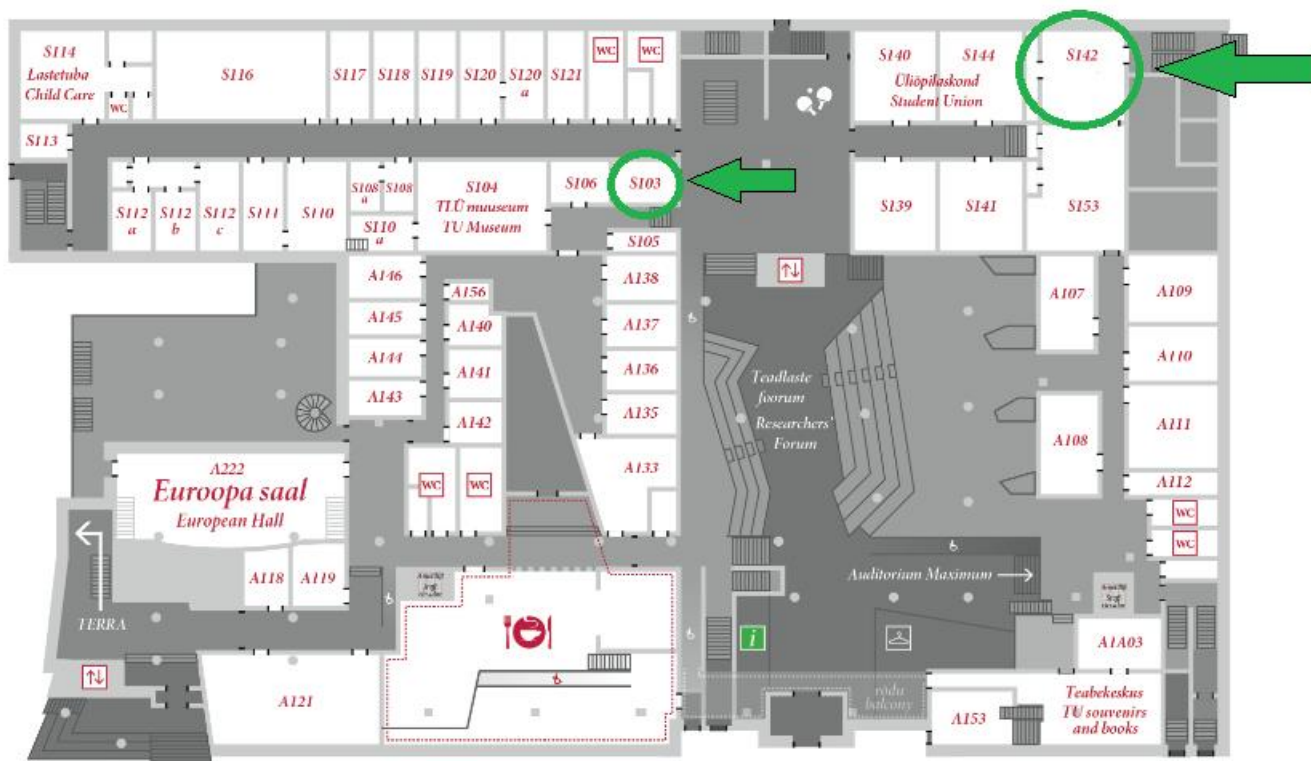 S114
Lastetuba
Child Care
WC
S116
S117
S118
S119
S120
S120
a
S121
WC
WC
S140
S144
Üliõpilaskond
Student Union
S142
S113
S112
a
S112
b
S112
c
S111
S110
S108
a
S108
S110
a
S104
TLÜ muuseum
TU Museum
S106
S103
S105
S139
S141
S153
A146
A145
A144
A143
A156
A140
A141
A142
A138
A137
A136
A135
A133
WC
WC
A107
A108
A109
A110
A111
A112
WC
WC
Teadlaste
foorum
Researchers'
Forum
A222
Euroopa saal
European Hall
A118
A119
TERRA
Auditorium Maximum
i
A121
rõdu
balcony
A1A03
A153
Teabekeskus
TU souvenirs
and books